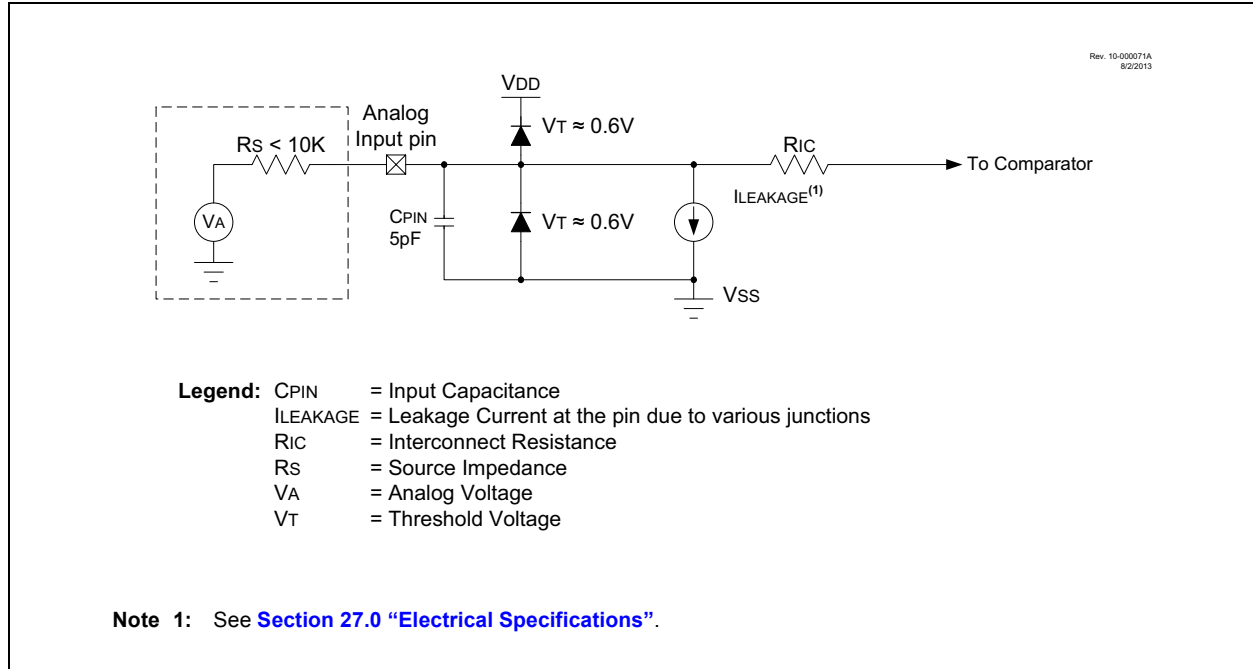 Rev. 10-000071A
8/2/2013
VDD
Analog
Input pin
VT ≈ 0.6V
RS < 10K
RIC
To Comparator
ILEAKAGE(1)
VA
CPIN
5pF
VT ≈ 0.6V
VSS
Legend: CPIN = Input Capacitance
ILEAKAGE = Leakage Current at the pin due to various junctions
RIC = Interconnect Resistance
RS = Source Impedance
VA = Analog Voltage
VT = Threshold Voltage
Note 1: See Section 27.0 “Electrical Specifications”.